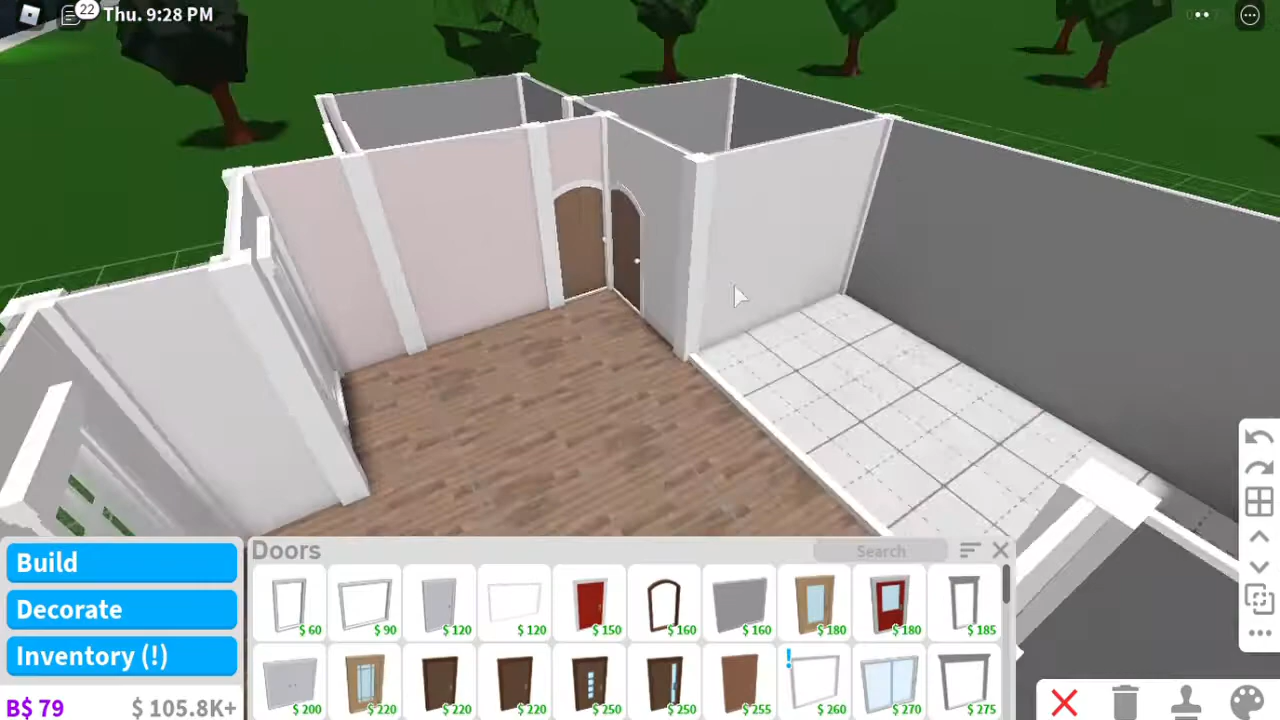 22
Thu. 9:28 PM
Build
Decorate
Inventory (!)
B$ 79
$ 105.8K+
Doors
Search
$ 60
$ 90
$ 120
$ 120
$ 150
$ 160
$ 160
$ 180
$ 180
$ 185
$ 200
$ 220
$ 220
$ 220
$ 250
$ 250
$ 255
!
$ 260
$ 270
$ 275